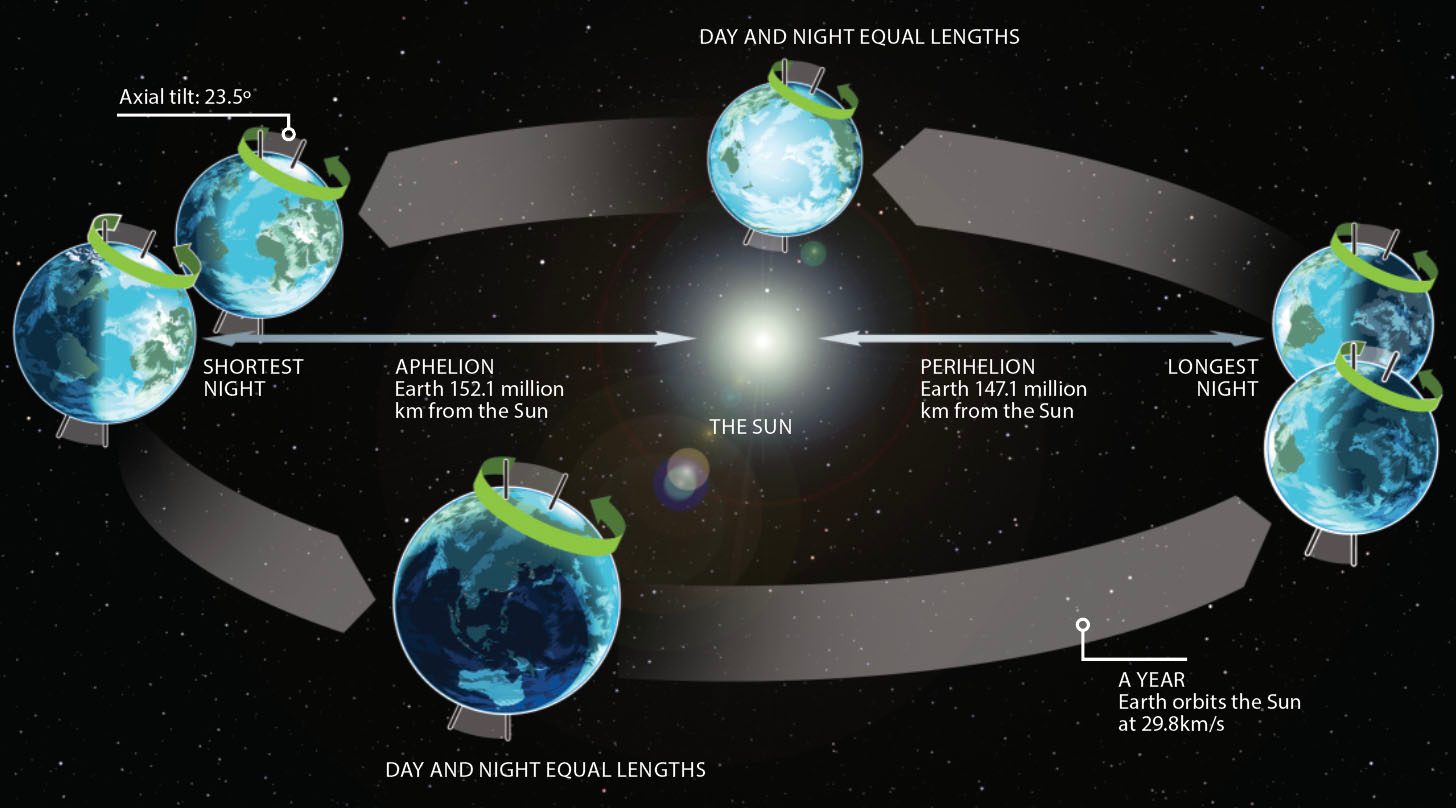 DAY AND NIGHT EQUAL LENGTHS
Axial tilt: 23.5º
SHORTEST
NIGHT
APHELION
Earth 152.1 million
km from the Sun
THE SUN
PERIHELION
Earth 147.1 million
km from the Sun
LONGEST
NIGHT
A YEAR
Earth orbits the Sun
at 29.8km/s
DAY AND NIGHT EQUAL LENGTHS